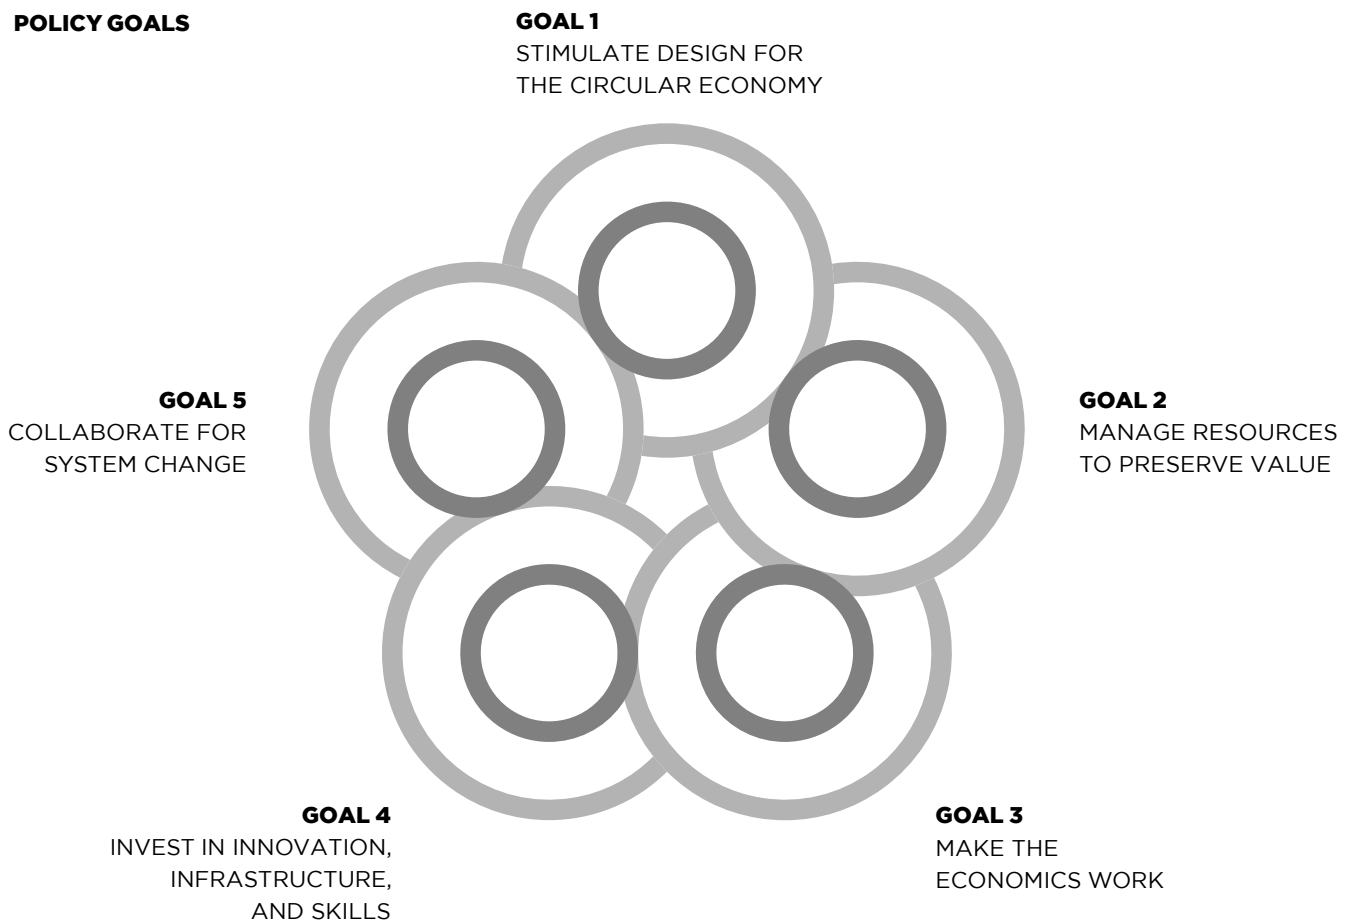 POLICY GOALS
GOAL 1
STIMULATE DESIGN FOR
THE CIRCULAR ECONOMY
GOAL 2
MANAGE RESOURCES
TO PRESERVE VALUE
GOAL 3
MAKE THE
ECONOMICS WORK
GOAL 4
INVEST IN INNOVATION,
INFRASTRUCTURE,
AND SKILLS
GOAL 5
COLLABORATE FOR
SYSTEM CHANGE